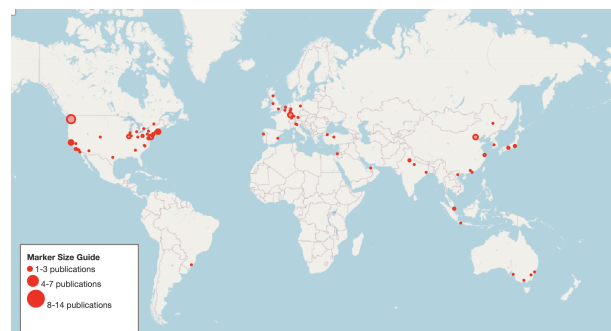 Marker Size Guide
1-3 publications
4-7 publications
8-14 publications